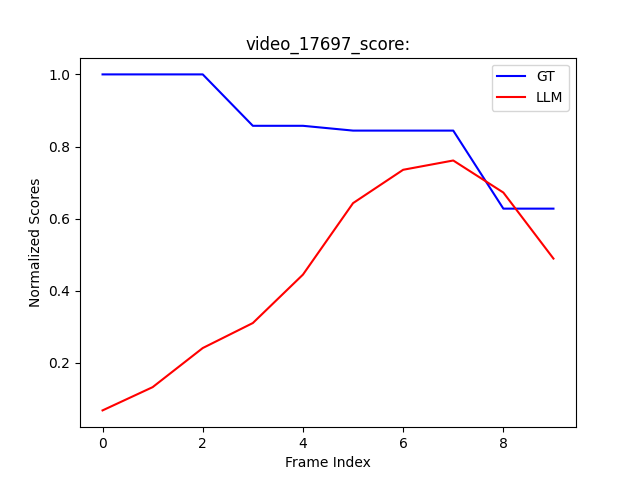 video_17697_score:
GT
LLM
1.0
0.8
0.6
0.4
0.2
Normalized Scores
0 2 4 6 8
Frame Index